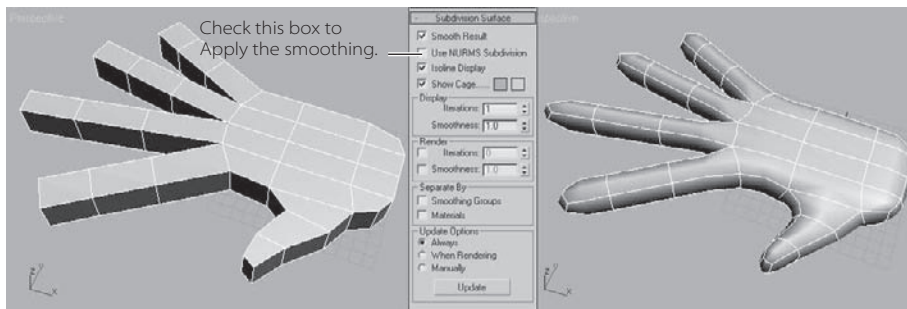 Perspective
Check this box to
Apply the smoothing.
- Subdivision Surface
Smooth Result
Use NURMS Subdivision
Isoline Display
Show Cage......
Display
Iterations: 1
Smoothness: 1.0
Render
Iterations: 0
Smoothness: 1.0
Separate By
Smoothing Groups
Materials
Update Options
Always
When Rendering
Manually
Update
Perspective
z
y
x
z
y
x